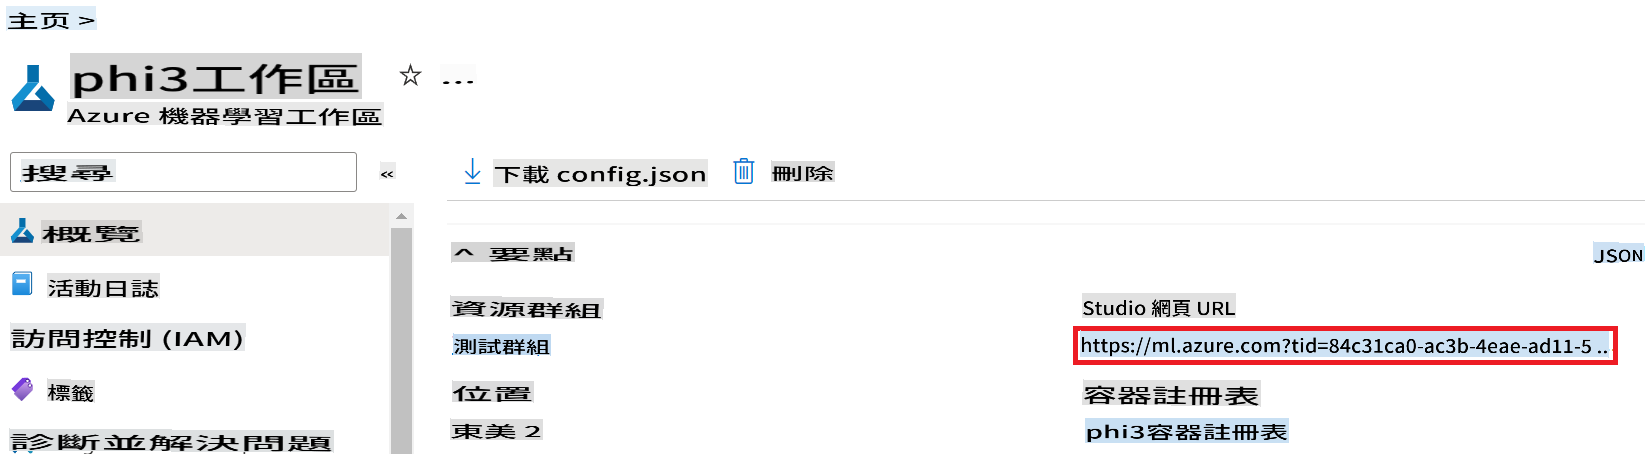 主页 >
phi3工作區
...
Azure 機器學習工作區
搜尋
«
下載 config.json
刪除
概覽
活動日誌
訪問控制 (IAM)
標籤
診斷並解決問題
^ 要點
JSON
資源群組
測試群組
位置
東美 2
Studio 網頁 URL
https://ml.azure.com?tid=84c31ca0-ac3b-4eae-ad11-5 ..
容器註冊表
phi3容器註冊表